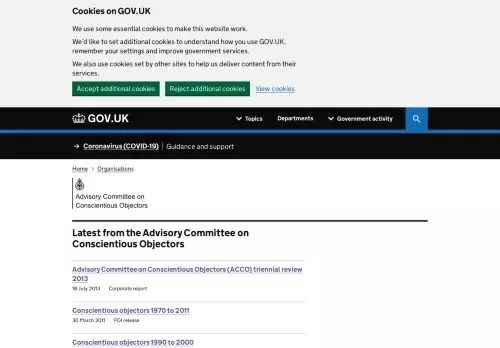 Cookies on GOV.UK
We use some essential cookies to make this website work.
We'd like to set additional cookies to understand how you use GOV.UK,
remember your settings and improve government services.
We also use cookies set by other sites to help us deliver content from their
services.
Accept additional cookies Reject additional cookies View cookies
GOV.UK Topics Departments Government activity
→ Coronavirus (COVID-19) | Guidance and support
Home > Organisations
Advisory Committee on
Conscientious Objectors
Latest from the Advisory Committee on
Conscientious Objectors
Advisory Committee on Conscientious Objectors (ACCO) triennial review
2013
18 July 2013 Corporate report
Conscientious objectors 1970 to 2011
30 March 2011 FOI release
Conscientious objectors 1990 to 2000